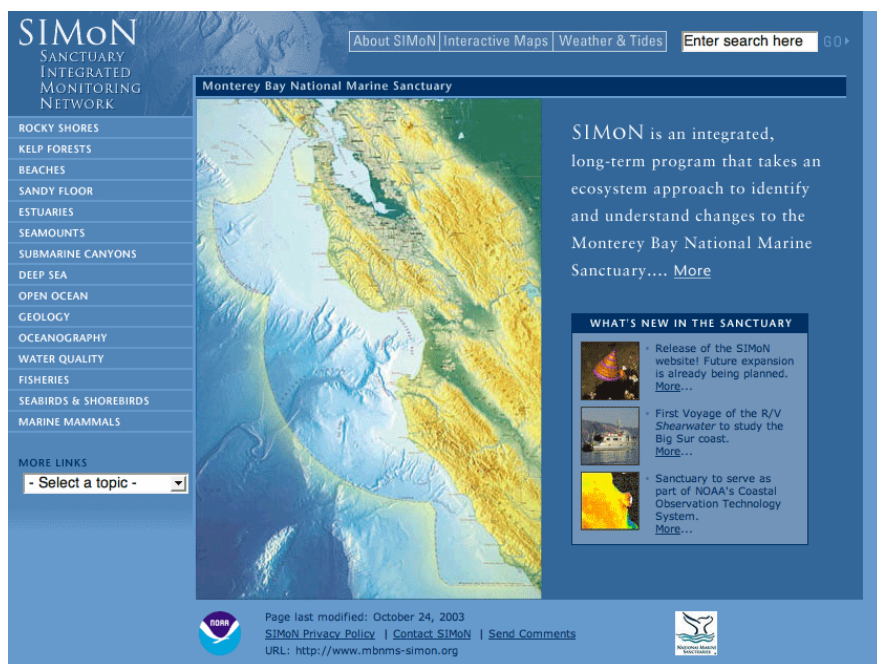 SIMoN
SANCTUARY
INTEGRATED
MONITORING
NETWORK
About SIMoN
Interactive Maps
Weather & Tides
Enter search here
GO
Monterey Bay National Marine Sanctuary
ROCKY SHORES
KELP FORESTS
BEACHES
SANDY FLOOR
ESTUARIES
SEAMOUNTS
SUBMARINE CANYONS
DEEP SEA
OPEN OCEAN
GEOLOGY
OCEANOGRAPHY
WATER QUALITY
FISHERIES
SEABIRDS & SHOREBIRDS
MARINE MAMMALS
MORE LINKS
- Select a topic -
SIMoN is an integrated,
long-term program that takes an
ecosystem approach to identify
and understand changes to the
Monterey Bay National Marine
Sanctuary.... More
WHAT'S NEW IN THE SANCTUARY
Release of the SIMoN
website! Future expansion
is already being planned.
More...
First Voyage of the R/V
Shearwater to study the
Big Sur coast.
More...
Sanctuary to serve as
part of NOAA's Coastal
Observation Technology
System.
More...
NOAA
Page last modified: October 24, 2003
SIMoN Privacy Policy | Contact SIMoN | Send Comments
URL: http://www.mbnms-simon.org
NATIONAL MARINE
SANCTUARIES